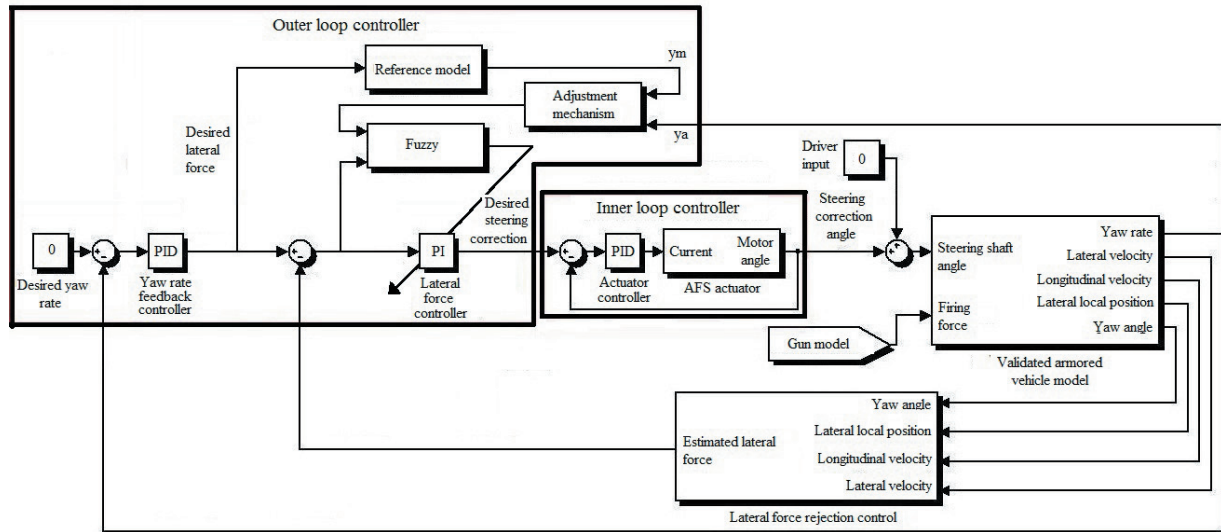 Outer loop controller
ym
Reference model
Adjustment
mechanism
ya
Fuzzy
Desired
lateral
force
Driver
input
0
Desired
steering
correction
Inner loop controller
Steering
correction
angle
0
Desired yaw
rate
PID
Yaw rate
feedback
controller
PI
Lateral
force
controller
PID
Actuator
controller
Current
Motor
angle
AFS actuator
Steering shaft
angle
Firing
force
Yaw rate
Lateral velocity
Longitudinal velocity
Lateral local position
Yaw angle
Validated armored
vehicle model
Gun model
Estimated lateral
force
Yaw angle
Lateral local position
Longitudinal velocity
Lateral velocity
Lateral force rejection control